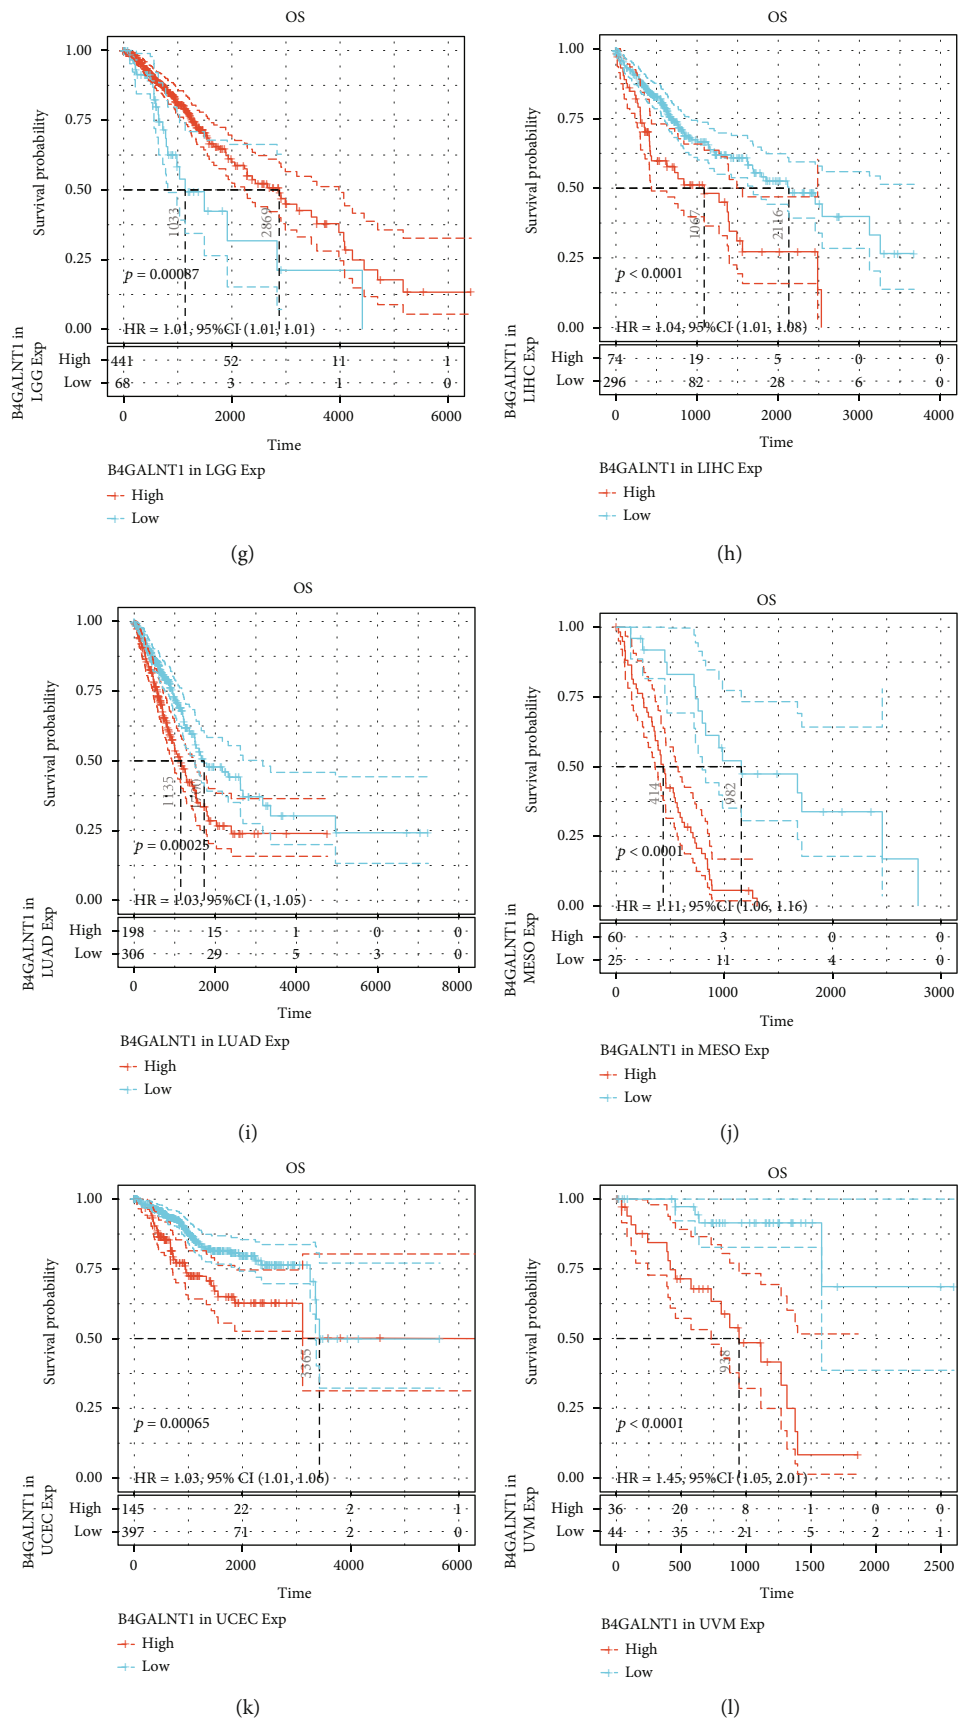 OS
1.00
0.75
0.50
0.25
0.00
Survival probability
1033
2869
p = 0.00087
HR = 1.01, 95%CI (1.01, 1.01)
B4GALNT1 in
LGG Exp
High 441 52 11 1
Low 68 3 1 0
0 2000 4000 6000
Time
B4GALNT1 in LGG Exp
High
Low
(g)
OS
1.00
0.75
0.50
0.25
0.00
Survival probability
1067
2116
p < 0.0001
HR = 1.04, 95%CI (1.01, 1.08)
B4GALNT1 in
LIHC Exp
High 74 19 5 0 0
Low 296 82 28 6 0
0 1000 2000 3000 4000
Time
B4GALNT1 in LIHC Exp
High
Low
(h)
OS
1.00
0.75
0.50
0.25
0.00
Survival probability
1135
p = 0.00025
HR = 1.03, 95%CI (1, 1.05)
B4GALNT1 in
LUAD Exp
High 198 15 1 0 0
Low 306 29 5 3 0
0 2000 4000 6000 8000
Time
B4GALNT1 in LUAD Exp
High
Low
(i)
OS
1.00
0.75
0.50
0.25
0.00
Survival probability
414
982
p < 0.0001
HR = 1.11, 95%CI (1.06, 1.16)
B4GALNT1 in
MESO Exp
High 60 3 0 0
Low 25 11 4 0
0 1000 2000 3000
Time
B4GALNT1 in MESO Exp
High
Low
(j)
OS
1.00
0.75
0.50
0.25
0.00
Survival probability
3365
p = 0.00065
HR = 1.03, 95% CI (1.01, 1.06)
B4GALNT1 in
UCEC Exp
High 145 22 2 1
Low 397 71 2 0
0 2000 4000 6000
Time
B4GALNT1 in UCEC Exp
High
Low
(k)
OS
1.00
0.75
0.50
0.25
0.00
Survival probability
938
p < 0.0001
HR = 1.45, 95%CI (1.05, 2.01)
B4GALNT1 in
UVM Exp
High 36 20 8 1 0 0
Low 44 35 21 5 2 1
0 500 1000 1500 2000 2500
Time
B4GALNT1 in UVM Exp
High
Low
(l)